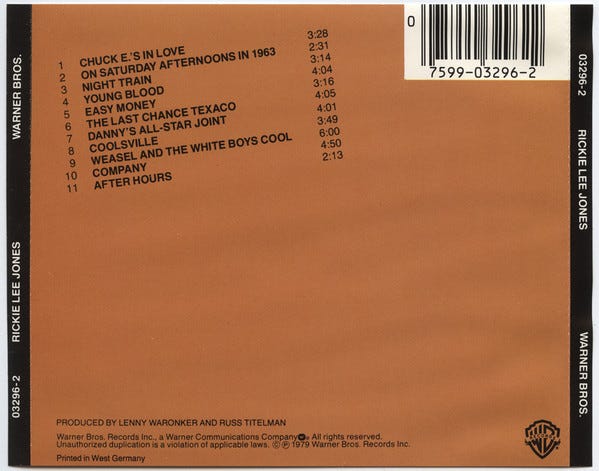 1 CHUCK E.'S IN LOVE 3:28
2 ON SATURDAY AFTERNOONS IN 1963 2:31
3 NIGHT TRAIN 3:14
4 YOUNG BLOOD 4:04
5 EASY MONEY 3:16
6 THE LAST CHANCE TEXACO 4:05
7 DANNY'S ALL-STAR JOINT 4:01
8 COOLSVILLE 3:49
9 WEASEL AND THE WHITE BOYS COOL 6:00
10 COMPANY 4:50
11 AFTER HOURS 2:13
0
7599-03296-2
WARNER BROS.
RICKIE LEE JONES
03296-2
03296-2
RICKIE LEE JONES
WARNER BROS.
PRODUCED BY LENNY WARONKER AND RUSS TITELMAN
Warner Bros. Records Inc., a Warner Communications Company. All rights reserved.
Unauthorized duplication is a violation of applicable laws. © ℗ 1979 Warner Bros. Records Inc.
Printed in West Germany